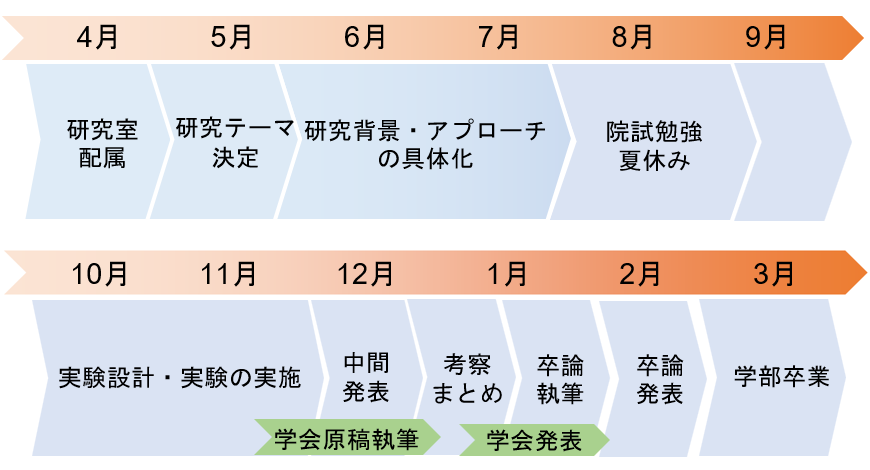 4月 5月 6月 7月 8月 9月
研究室
配属
研究テーマ
決定
研究背景・アプローチ
の具体化
院試勉強
夏休み
10月 11月 12月 1月 2月 3月
実験設計・実験の実施
中間
発表
考察
まとめ
卒論
執筆
卒論
発表
学部卒業
学会原稿執筆
学会発表